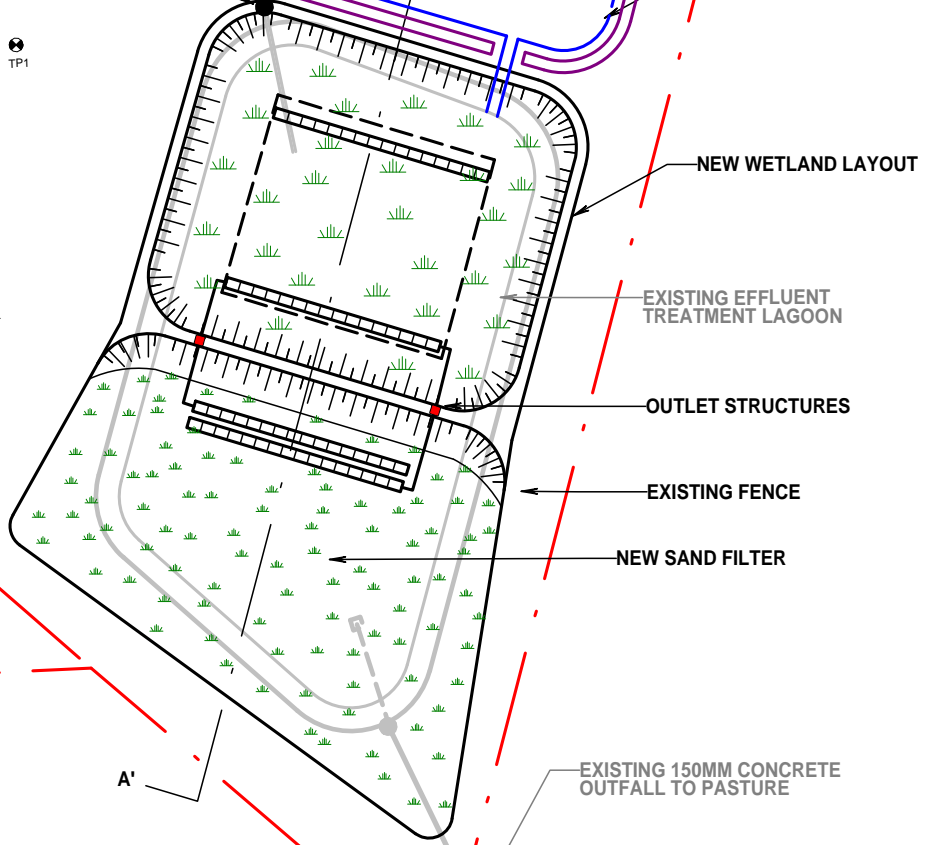 TP1
NEW WETLAND LAYOUT
EXISTING EFFLUENT
TREATMENT LAGOON
OUTLET STRUCTURES
EXISTING FENCE
NEW SAND FILTER
A'
EXISTING 150MM CONCRETE
OUTFALL TO PASTURE